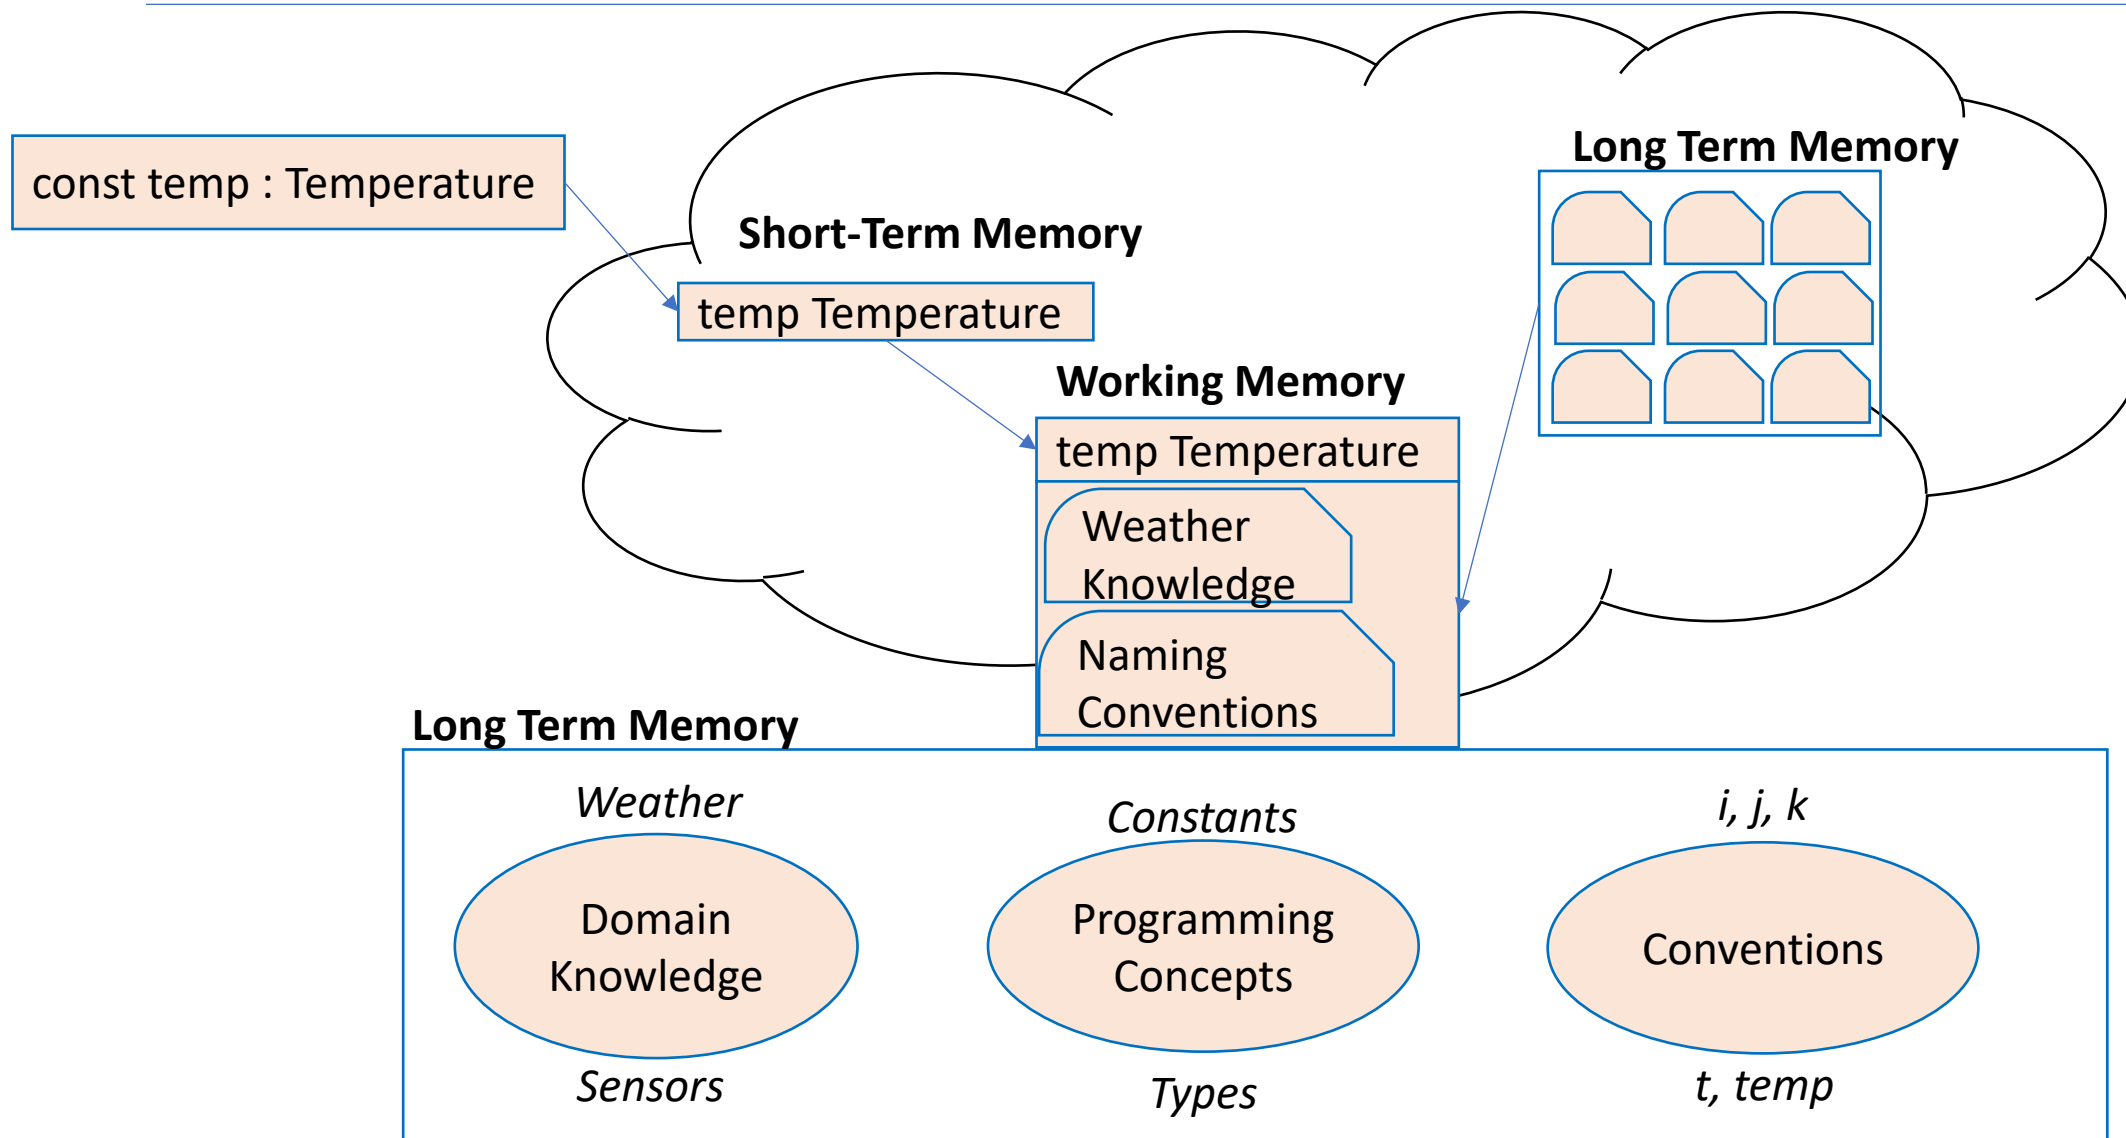 Long Term Memory
const temp : Temperature
Short-Term Memory
temp Temperature
Working Memory
temp Temperature
Weather
Knowledge
Naming
Conventions
Long Term Memory
Weather
Domain
Knowledge
Sensors
Constants
Programming
Concepts
Types
i, j, k
Conventions
t, temp